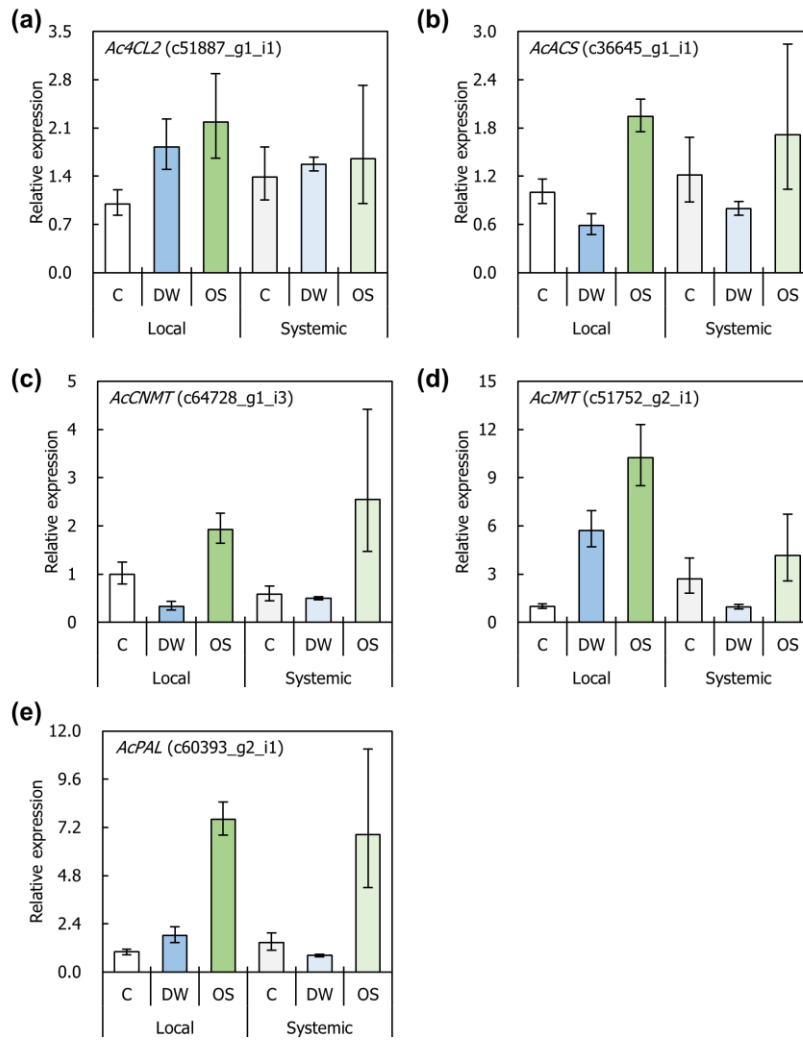 (a)
Ac4CL2 (c51887_g1_i1)
Relative expression
3.5
2.8
2.1
1.4
0.7
0.0
C DW OS C DW OS
Local Systemic
(b)
AcACS (c36645_g1_i1)
Relative expression
3.0
2.4
1.8
1.2
0.6
0.0
C DW OS C DW OS
Local Systemic
(c)
AcCNMT (c64728_g1_i3)
Relative expression
5
4
3
2
1
0
C DW OS C DW OS
Local Systemic
(d)
AcJMT (c51752_g2_i1)
Relative expression
15
12
9
6
3
0
C DW OS C DW OS
Local Systemic
(e)
AcPAL (c60393_g2_i1)
Relative expression
12.0
9.6
7.2
4.8
2.4
0.0
C DW OS C DW OS
Local Systemic